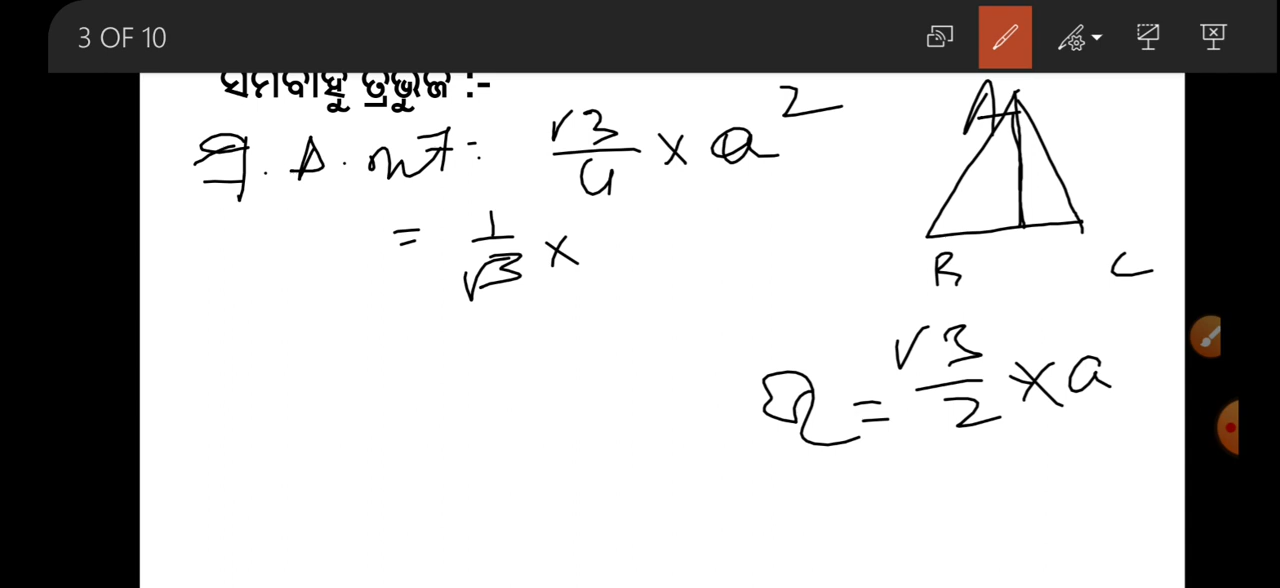 3 OF 10
ସମବାହୁ ତ୍ରିଭୁଜ :-
√3/4 × a²
= 1/√3 ×
A
B
C
= √3/2 × a